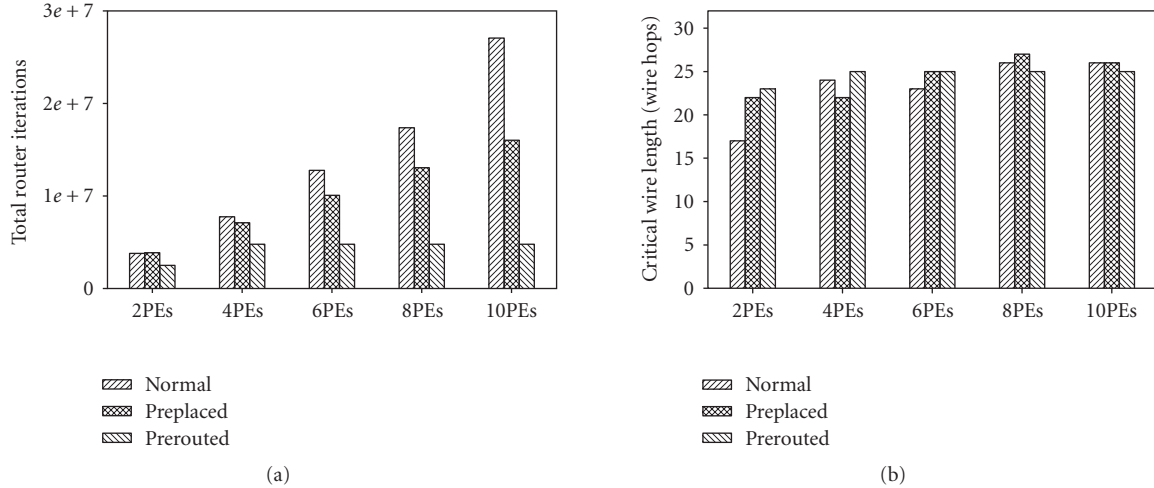 3e + 7
2e + 7
1e + 7
0
Total router iterations
2PEs
4PEs
6PEs
8PEs
10PEs
Normal
Preplaced
Prerouted
(a)
30
25
20
15
10
5
0
Critical wire length (wire hops)
2PEs
4PEs
6PEs
8PEs
10PEs
Normal
Preplaced
Prerouted
(b)